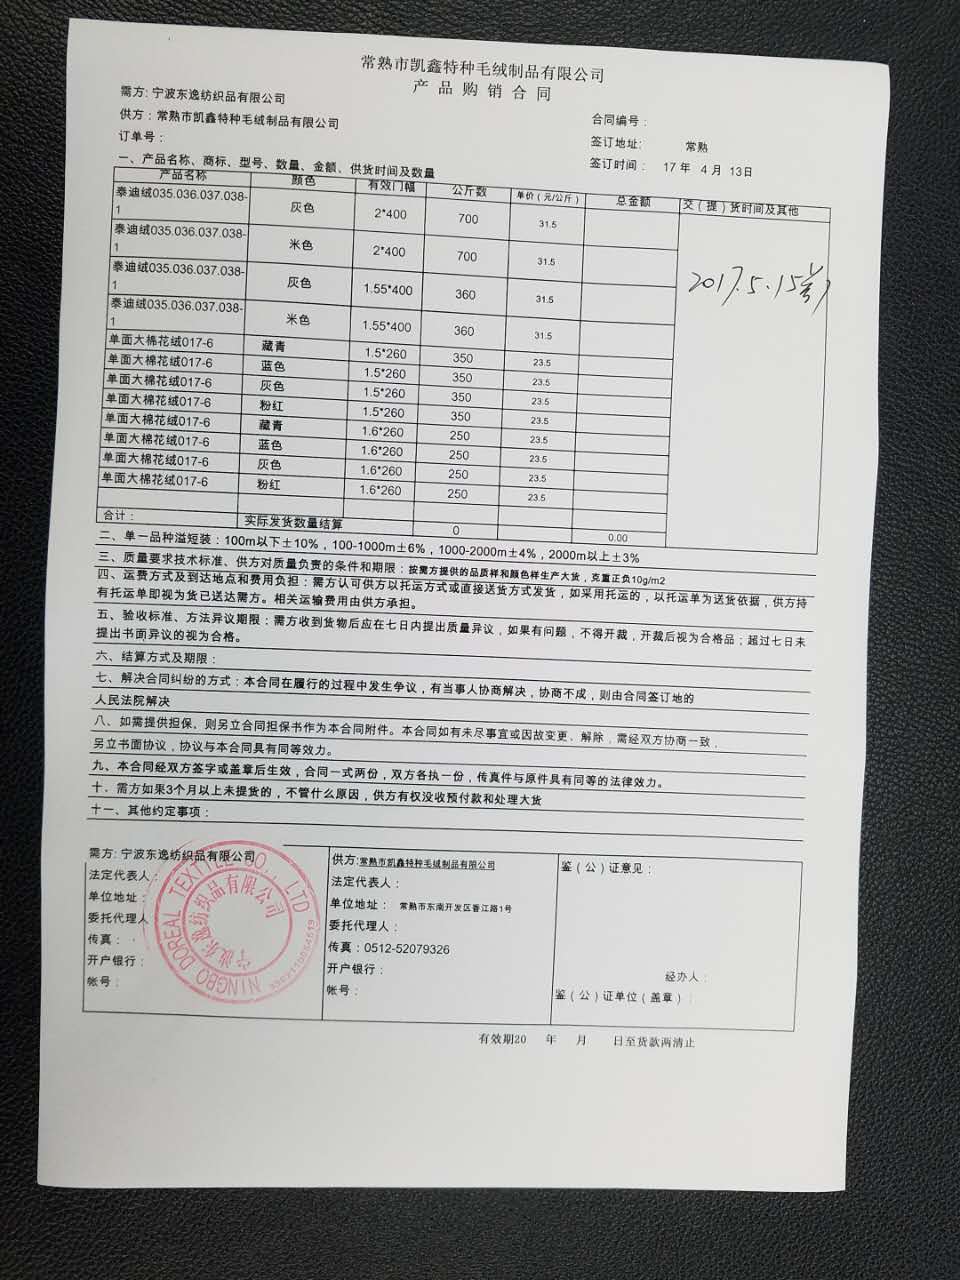 常熟市凯鑫特种毛绒制品有限公司
产品购销合同
需方: 宁波东逸纺织品有限公司
供方：常熟市凯鑫特种毛绒制品有限公司
合同编号：
订单号：
签订地址: 常熟
签订时间： 17 年 4 月 13日
一、产品名称、商标、型号、数量、金额、供货时间及数量
产品名称 颜色 有效门幅 公斤数 单价（元/公斤） 总金额 交（提）货时间及其他
泰迪绒035.036.037.038-1 灰色 2*400 700 31.5
泰迪绒035.036.037.038-1 米色 2*400 700 31.5
2017.5.15前
泰迪绒035.036.037.038-1 灰色 1.55*400 360 31.5
泰迪绒035.036.037.038-1 米色 1.55*400 360 31.5
单面大棉花绒017-6 藏青 1.5*260 350 23.5
单面大棉花绒017-6 蓝色 1.5*260 350 23.5
单面大棉花绒017-6 灰色 1.5*260 350 23.5
单面大棉花绒017-6 粉红 1.5*260 350 23.5
单面大棉花绒017-6 藏青 1.6*260 250 23.5
单面大棉花绒017-6 蓝色 1.6*260 250 23.5
单面大棉花绒017-6 灰色 1.6*260 250 23.5
单面大棉花绒017-6 粉红 1.6*260 250 23.5
合计： 实际发货数量结算 0 0.00
二、单一品种溢短装：100m以下±10%，100-1000m±6%，1000-2000m±4%，2000m以上±3%
三、质量要求技术标准、供方对质量负责的条件和期限：按需方提供的品质样和颜色样生产大货，克重正负10g/m2
四、运费方式及到达地点和费用负担：需方认可供方以托运方式或直接送货方式发货，如采用托运的，以托运单为送货依据，供方持
有托运单即视为货已送达需方。相关运输费用由供方承担。
五、验收标准、方法异议期限：需方收到货物后应在七日内提出质量异议，如果有问题，不得开裁，开裁后视为合格品；超过七日未
提出书面异议的视为合格。
六、结算方式及期限：
七、解决合同纠纷的方式：本合同在履行的过程中发生争议，有当事人协商解决，协商不成，则由合同签订地的
人民法院解决
八、如需提供担保、则另立合同担保书作为本合同附件。本合同如有未尽事宜或因故变更、解除，需经双方协商一致，
另立书面协议，协议与本合同具有同等效力。
九、本合同经双方签字或盖章后生效，合同一式两份，双方各执一份，传真件与原件具有同等的法律效力。
十、需方如果3个月以上未提货的，不管什么原因，供方有权没收预付款和处理大货
十一、其他约定事项：
需方: 宁波东逸纺织品有限公司
法定代表人：
单位地址：
委托代理人
传真：
开户银行：
帐号：
NINGBO DOREAL TEXTILE CO., LTD
宁波东逸纺织品有限公司
供方:常熟市凯鑫特种毛绒制品有限公司
法定代表人：
单位地址： 常熟市东南开发区香江路1号
委托代理人：
传真：0512-52079326
开户银行：
帐号：
鉴（公）证意见：
经办人：
鉴（公）证单位（盖章）：
有效期20 年 月 日至货款两清止